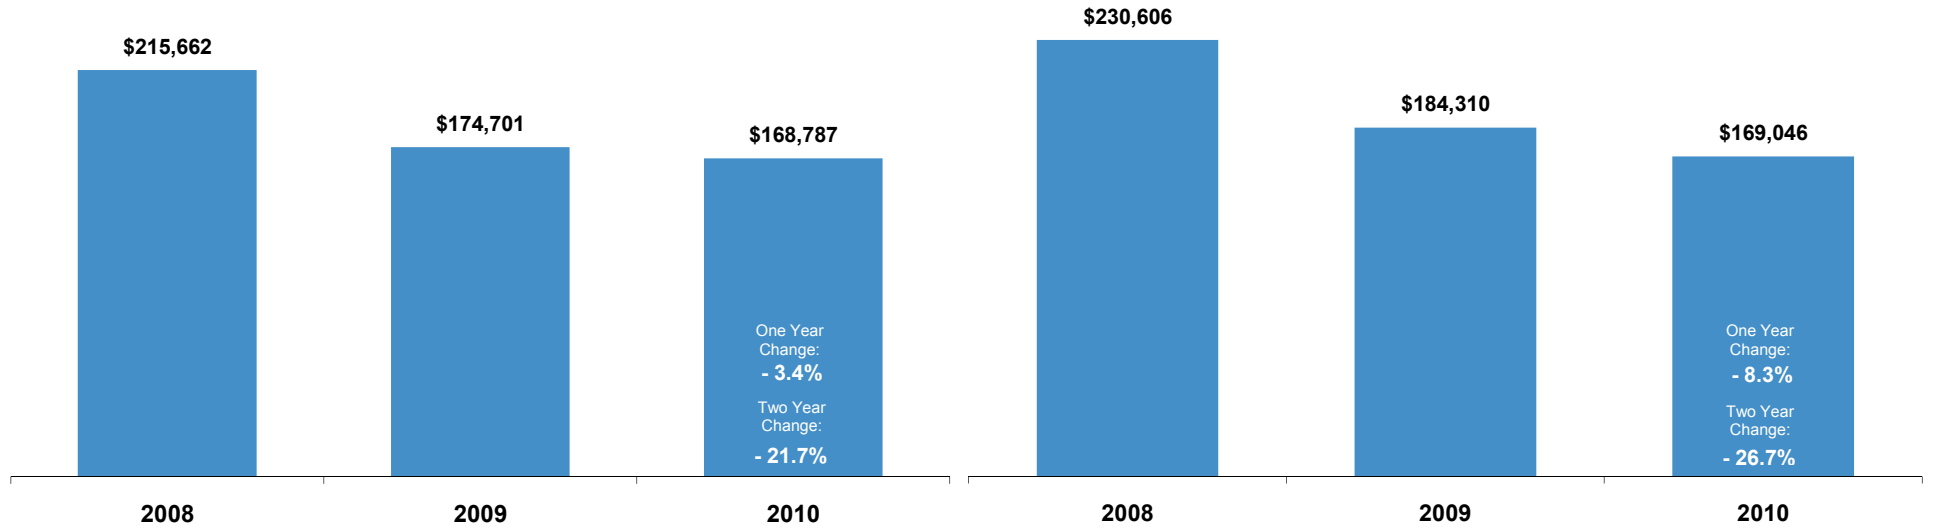 $215,662
$174,701
$168,787
One Year
Change:
- 3.4%
Two Year
Change:
- 21.7%
2008
2009
2010
$230,606
$184,310
$169,046
One Year
Change:
- 8.3%
Two Year
Change:
- 26.7%
2008
2009
2010